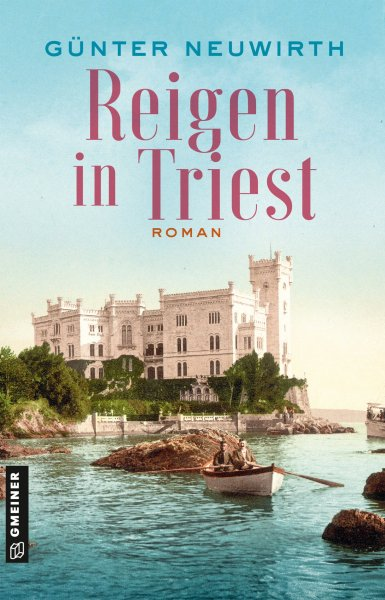 GÜNTER NEUWIRTH
Reigen
in Triest
ROMAN
GMEINER